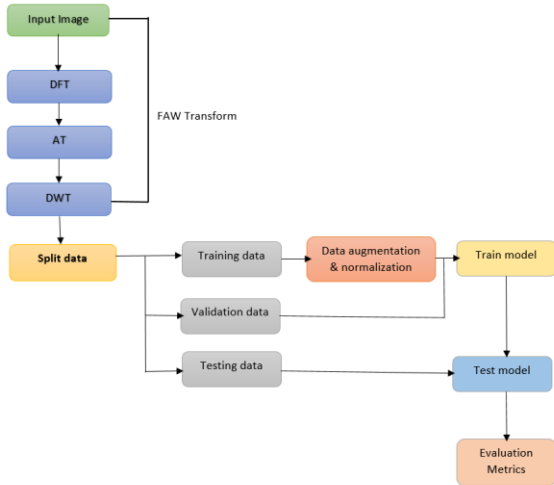 Input Image
DFT
FAW Transform
AT
DWT
Split data
Training data
Data augmentation
& normalization
Train model
Validation data
Testing data
Test model
Evaluation
Metrics